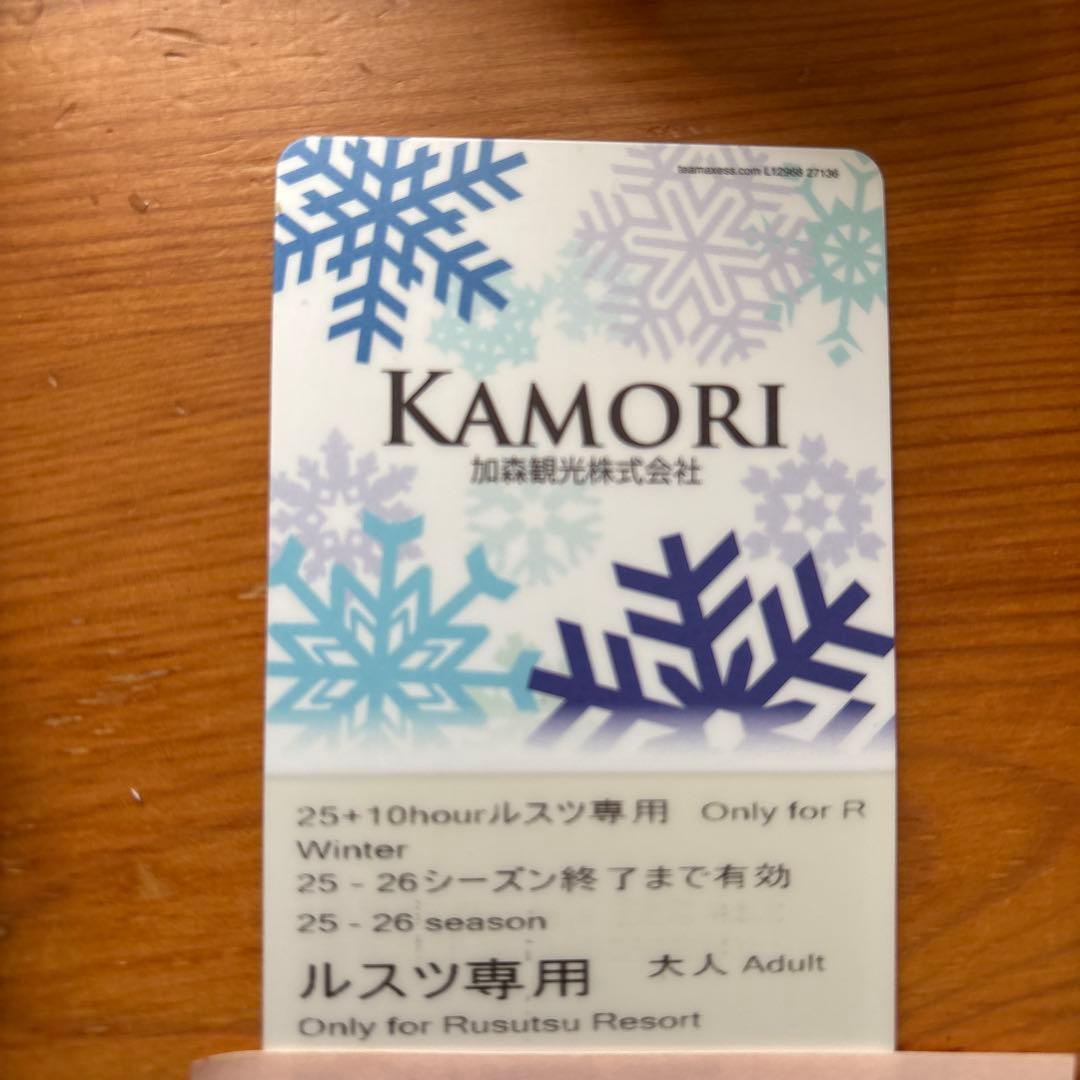 teamaxess.com L12968 27136
KAMORI
加森観光株式会社
25+10hourルスツ専用 Only for R
Winter
25 - 26シーズン終了まで有効
25 - 26 season
ルスツ専用 大人 Adult
Only for Rusutsu Resort